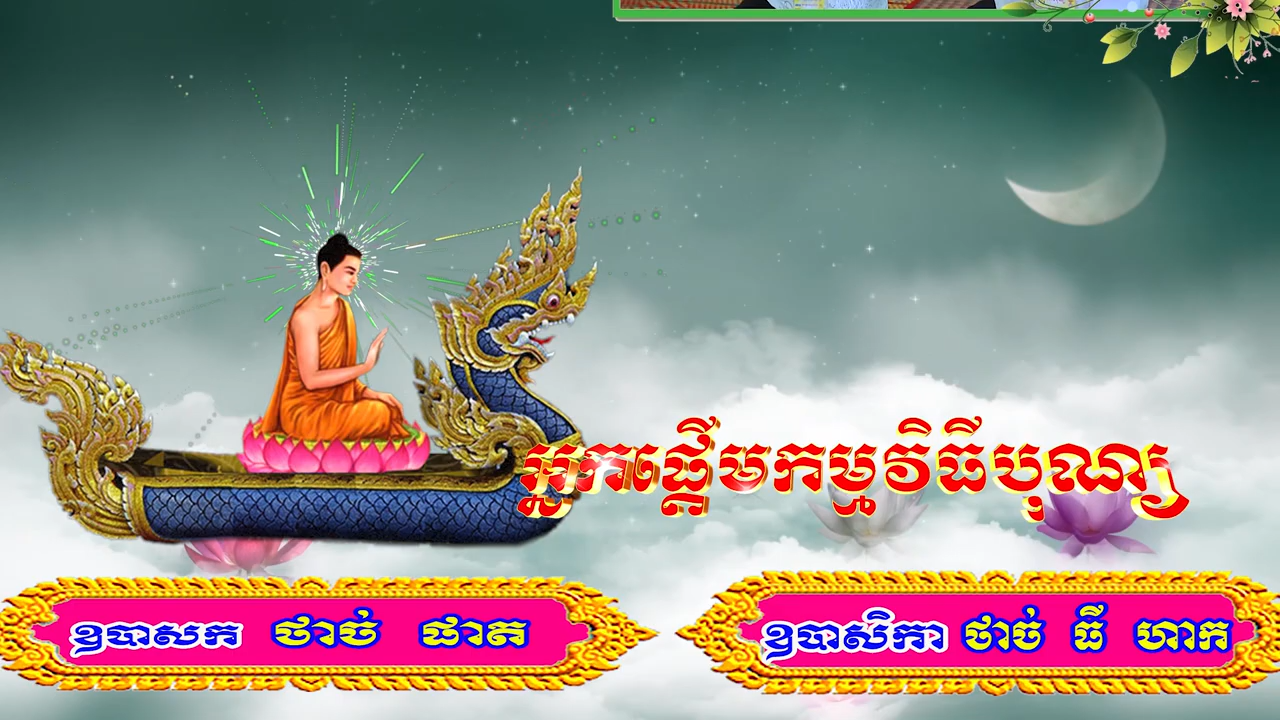 អ្នកផ្ដើមកម្មវិធីបុណ្យ
ឧបាសក ថាច់ ផាត
ឧបាសិកា ថាច់ ធី ហាក